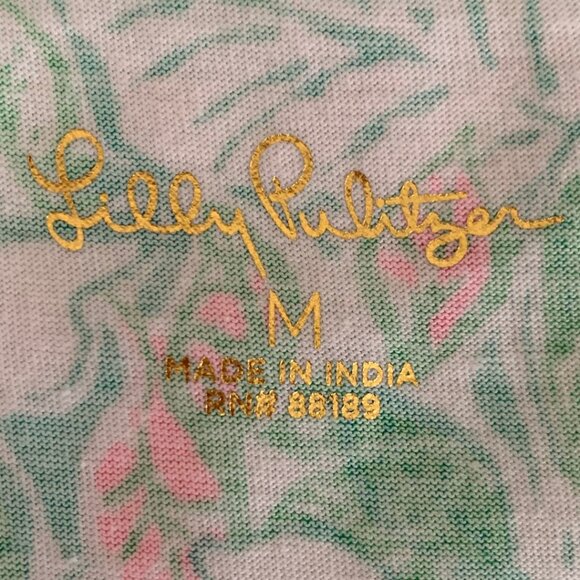 Lilly Pulitzer
M
MADE IN INDIA
RN# 88189